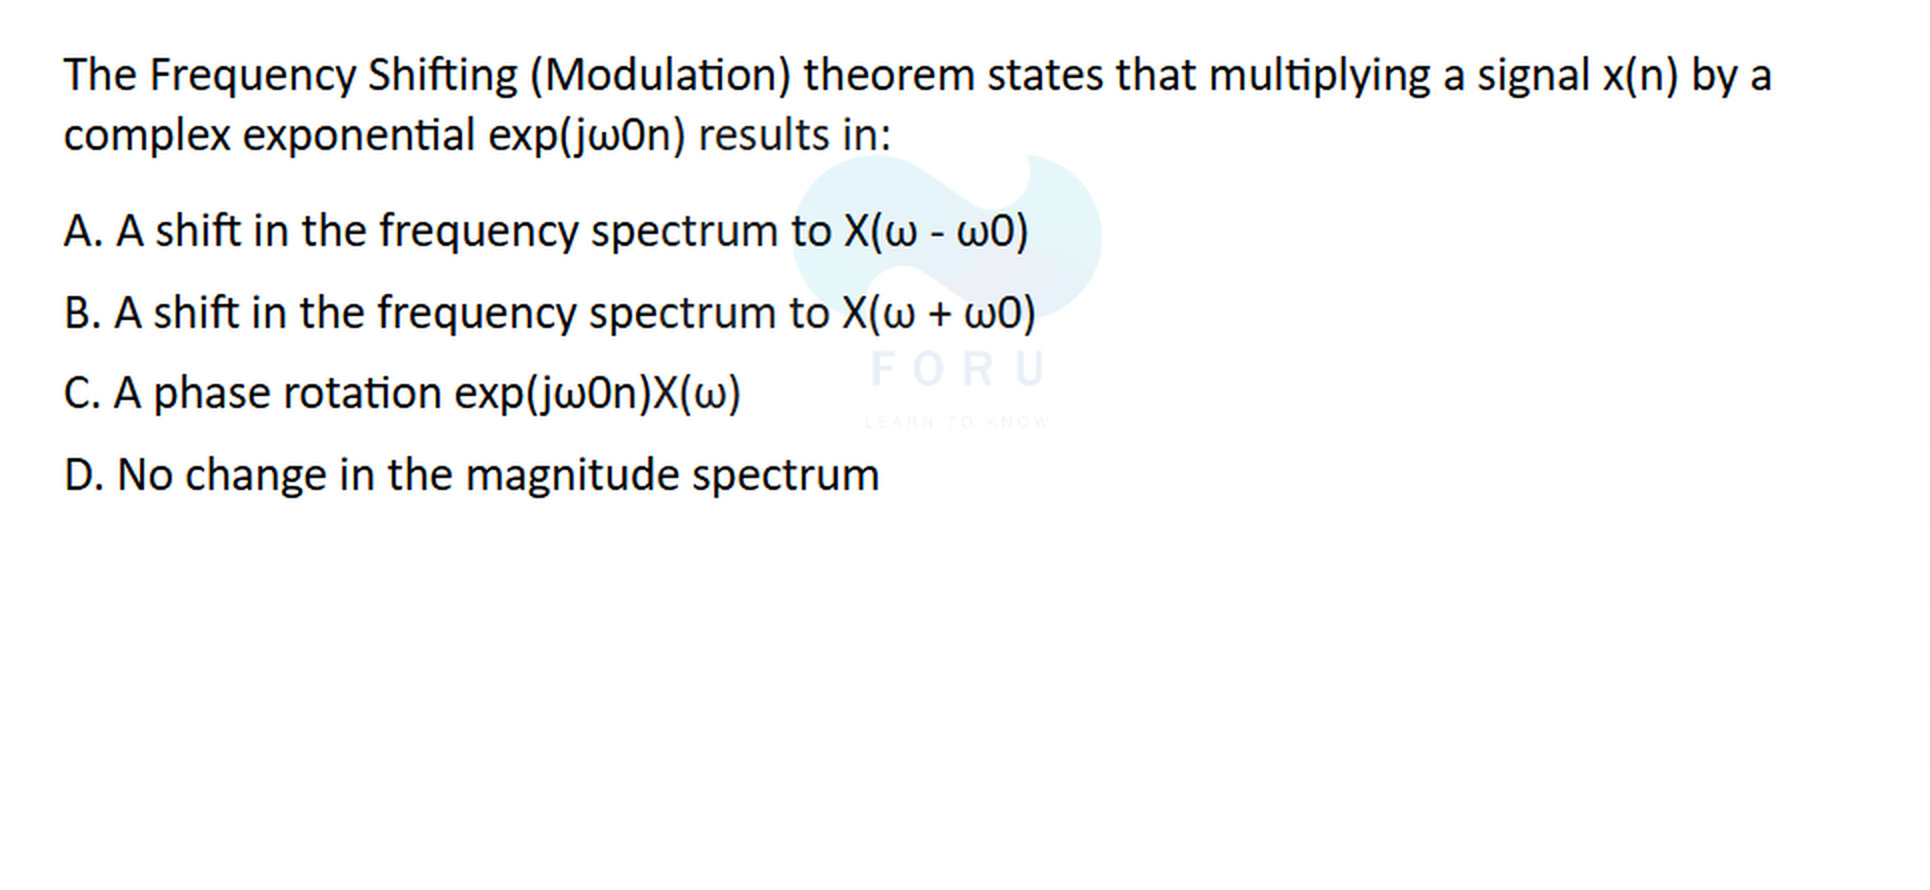 The Frequency Shifting (Modulation) theorem states that multiplying a signal x(n) by a
complex exponential exp(jω0n) results in:
A. A shift in the frequency spectrum to X(ω - ω0)
B. A shift in the frequency spectrum to X(ω + ω0)
FORU
C. A phase rotation exp(jω0n)X(ω)
LEARN TO KNOW
D. No change in the magnitude spectrum